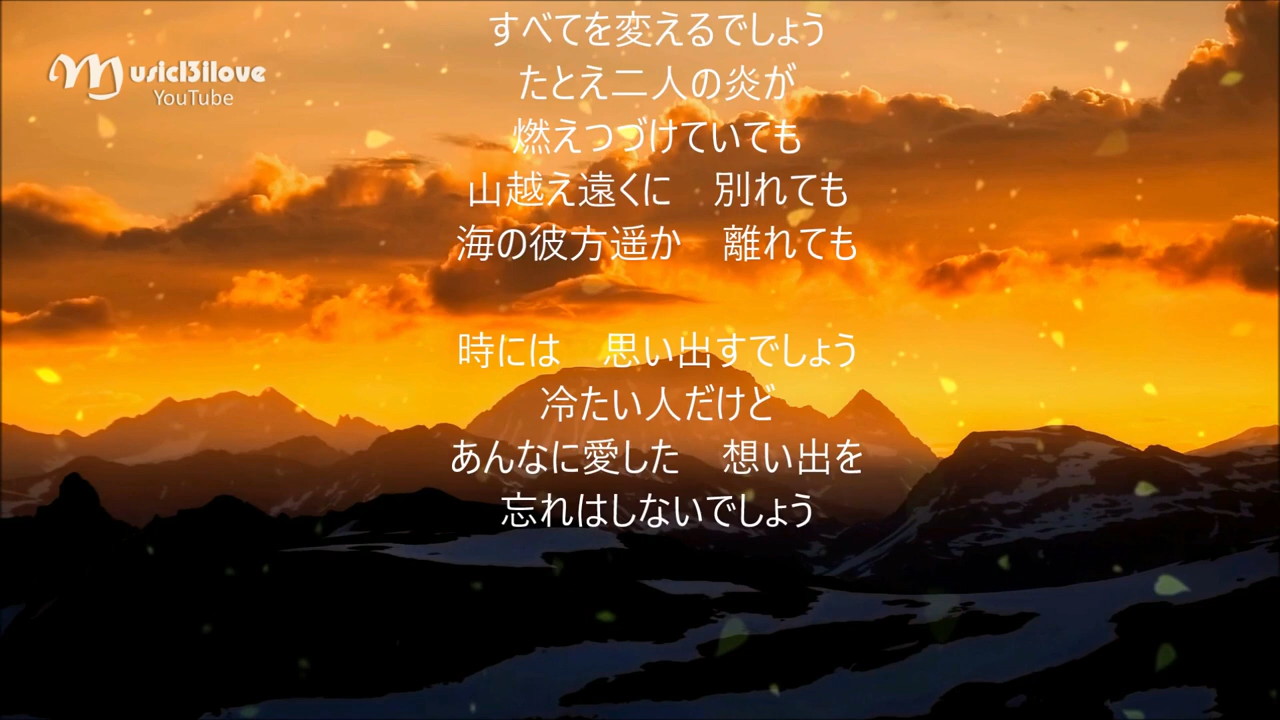 Musicl3ilove
YouTube
すべてを変えるでしょう
たとえ二人の炎が
燃えつづけていても
山越え遠くに　別れても
海の彼方遥か　離れても
時には　思い出すでしょう
冷たい人だけど
あんなに愛した　想い出を
忘れはしないでしょう